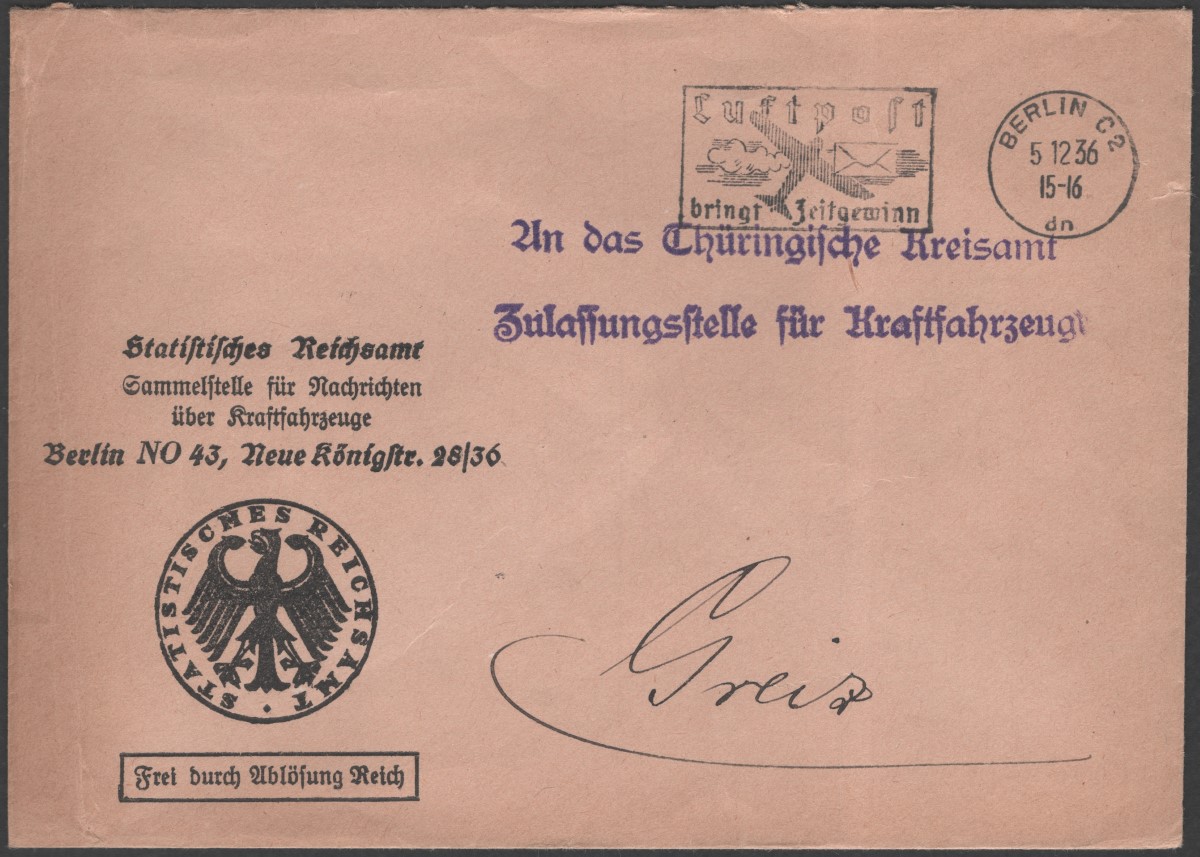 Luftpost
bringt Zeitgewinn
BERLIN C2
5 12 36
15-16
dn
An das Thüringische Kreisamt
Zulassungsstelle für Kraftfahrzeuge
Statistisches Reichsamt
Sammelstelle für Nachrichten
über Kraftfahrzeuge
Berlin NO 43, Neue Königstr. 28/36
STATISTISCHES REICHSAMT
Greiz
Frei durch Ablösung Reich